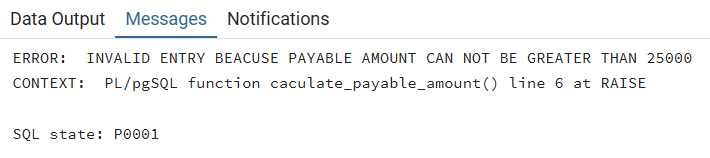 Data Output Messages Notifications
ERROR:  INVALID ENTRY BEACUSE PAYABLE AMOUNT CAN NOT BE GREATER THAN 25000
CONTEXT:  PL/pgSQL function caculate_payable_amount() line 6 at RAISE
SQL state: P0001